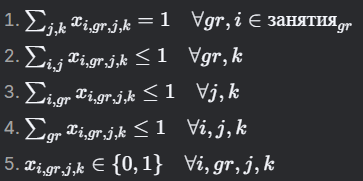 1. ∑_{j,k} x_{i,gr,j,k} = 1 ∀gr, i ∈ занятия_{gr}
2. ∑_{i,j} x_{i,gr,j,k} ≤ 1 ∀gr, k
3. ∑_{i,gr} x_{i,gr,j,k} ≤ 1 ∀j, k
4. ∑_{gr} x_{i,gr,j,k} ≤ 1 ∀i, j, k
5. x_{i,gr,j,k} ∈ {0, 1} ∀i, gr, j, k